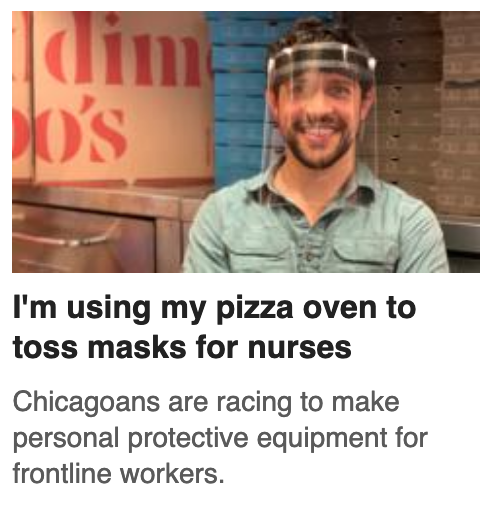 dim
o's
I'm using my pizza oven to
toss masks for nurses
Chicagoans are racing to make
personal protective equipment for
frontline workers.